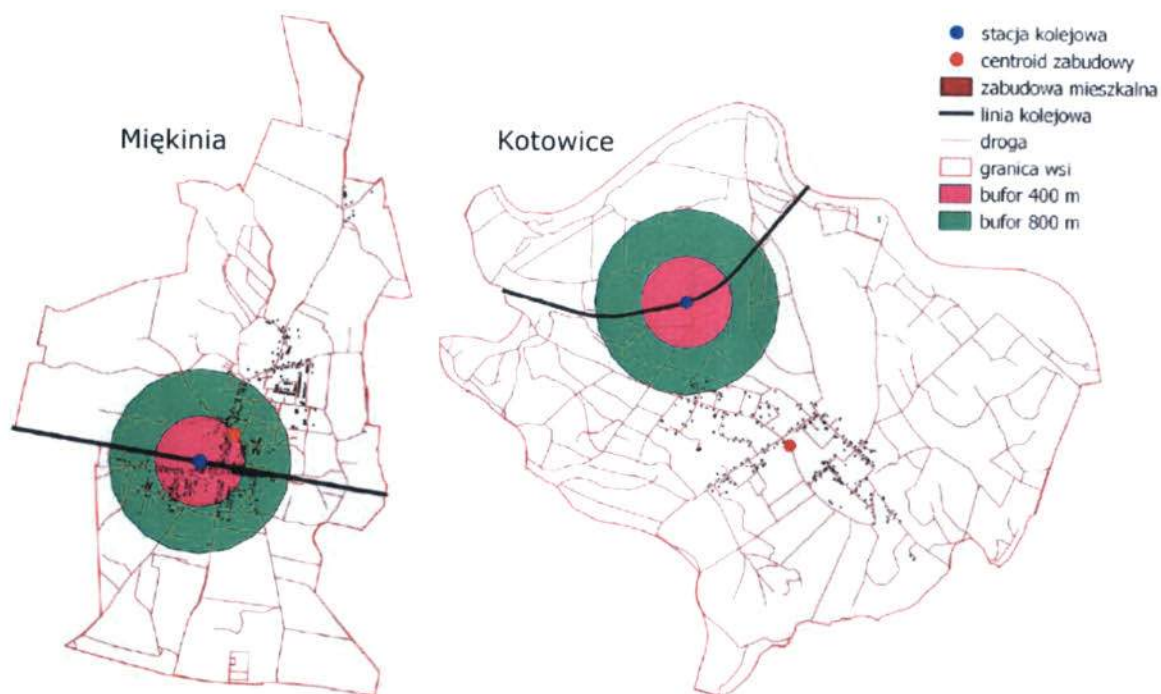 Miękinia
Kotowice
stacja kolejowa
centroid zabudowy
zabudowa mieszkalna
linia kolejowa
droga
granica wsi
bufor 400 m
bufor 800 m